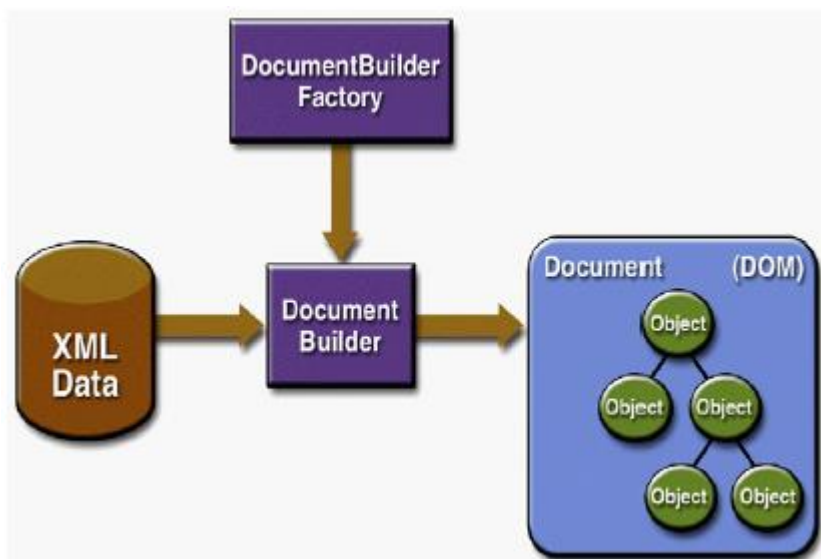 DocumentBuilder
Factory
XML
Data
Document
Builder
Document (DOM)
Object
Object Object
Object Object